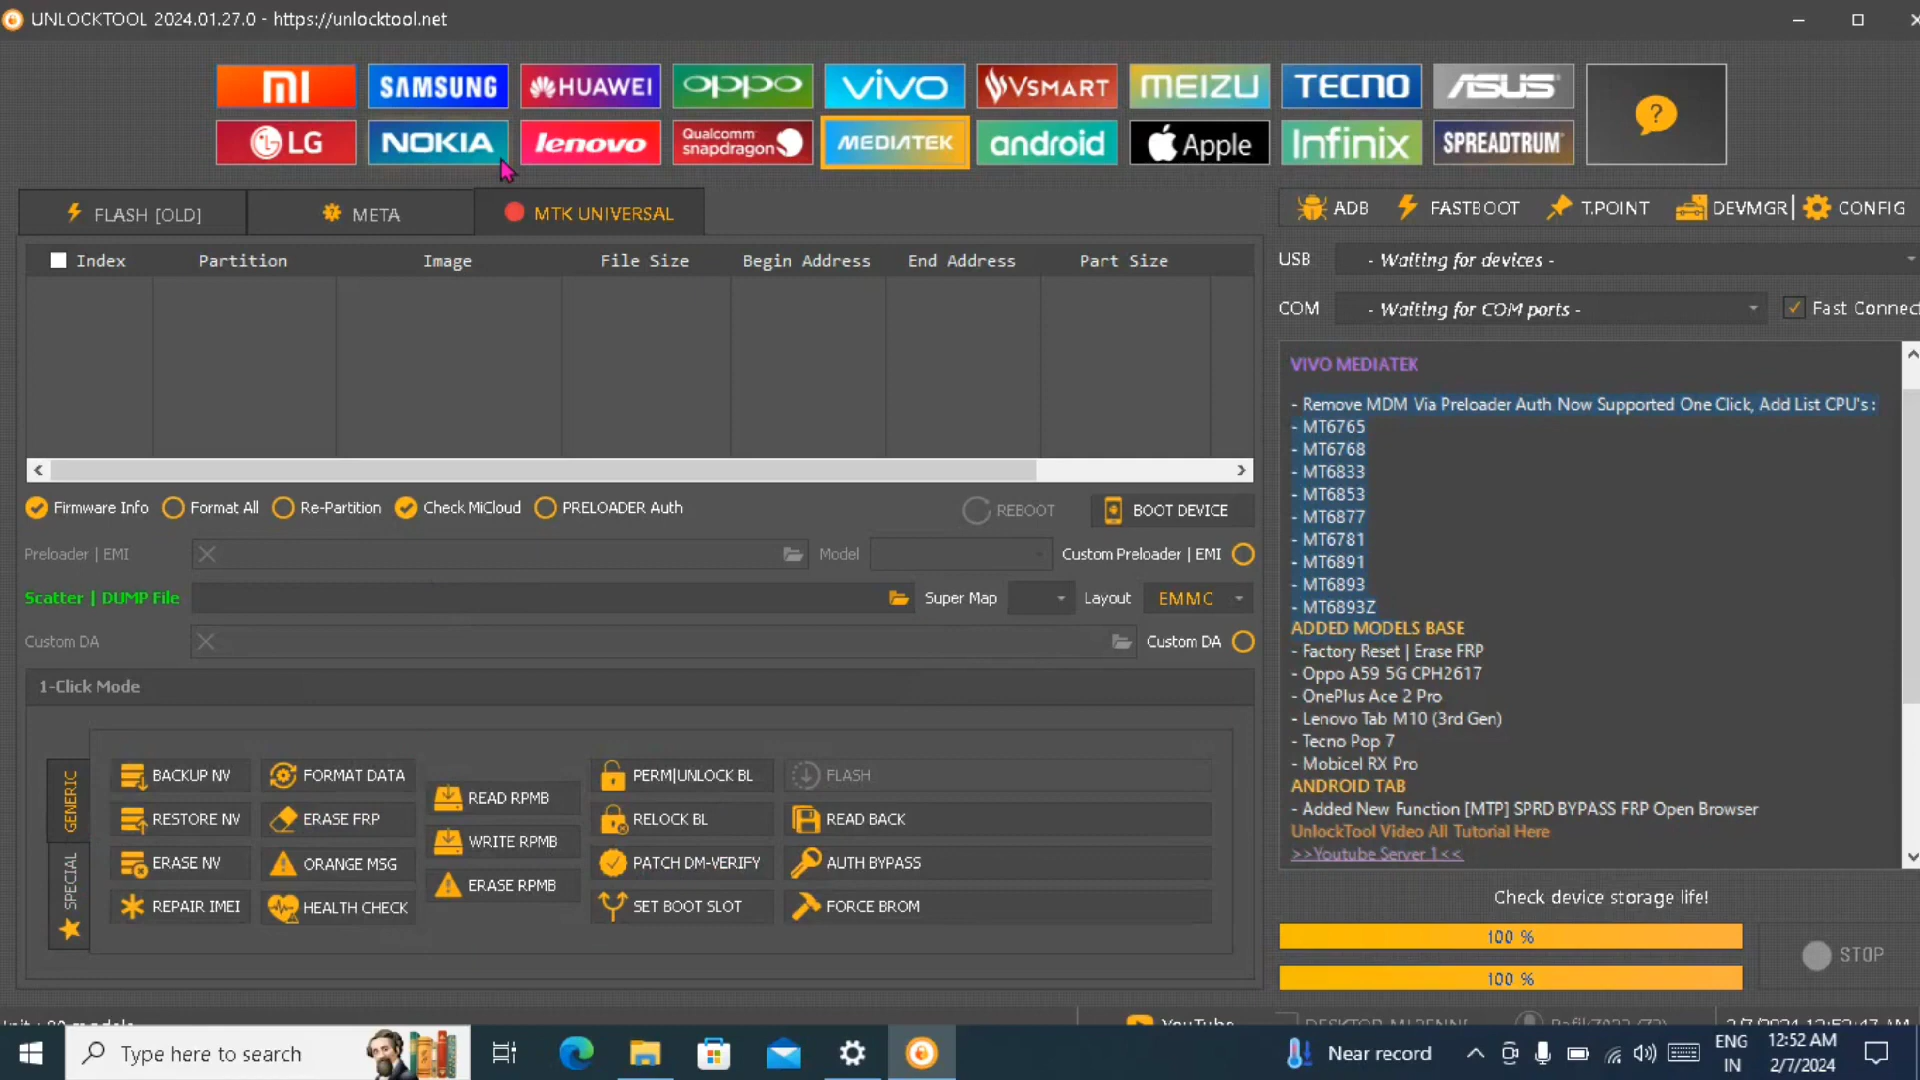 UNLOCKTOOL 2024.01.27.0 - https://unlocktool.net
MI SAMSUNG HUAWEI oppo vivo VSMART MEIZU TECNO ASUS ?
LG NOKIA lenovo Qualcomm snapdragon MEDIATEK android Apple Infinix SPREADTRUM
FLASH [OLD] META MTK UNIVERSAL
ADB FASTBOOT T.POINT DEVMGR CONFIG
Index Partition Image File Size Begin Address End Address Part Size
USB - Waiting for devices -
COM - Waiting for COM ports - Fast Connect
VIVO MEDIATEK
- Remove MDM Via Preloader Auth Now Supported One Click, Add List CPU's :
- MT6765
- MT6768
- MT6833
- MT6853
- MT6877
- MT6781
- MT6891
- MT6893
- MT6893Z
ADDED MODELS BASE
- Factory Reset | Erase FRP
- Oppo A59 5G CPH2617
- OnePlus Ace 2 Pro
- Lenovo Tab M10 (3rd Gen)
- Tecno Pop 7
- Mobicel RX Pro
ANDROID TAB
- Added New Function [MTP] SPRD BYPASS FRP Open Browser
UnlockTool Video All Tutorial Here
>>Youtube Server 1<<
Firmware Info Format All Re-Partition Check MiCloud PRELOADER Auth REBOOT BOOT DEVICE
Preloader | EMI Model Custom Preloader | EMI
Scatter | DUMP File Super Map Layout EMMC
Custom DA Custom DA
1-Click Mode
GENERIC
SPECIAL
BACKUP NV FORMAT DATA READ RPMB PERM|UNLOCK BL FLASH
RESTORE NV ERASE FRP WRITE RPMB RELOCK BL READ BACK
ERASE NV ORANGE MSG ERASE RPMB PATCH DM-VERIFY AUTH BYPASS
REPAIR IMEI HEALTH CHECK SET BOOT SLOT FORCE BROM
Check device storage life!
100 %
100 %
STOP
YouTube
Type here to search
Near record
ENG
IN
12:52 AM
2/7/2024